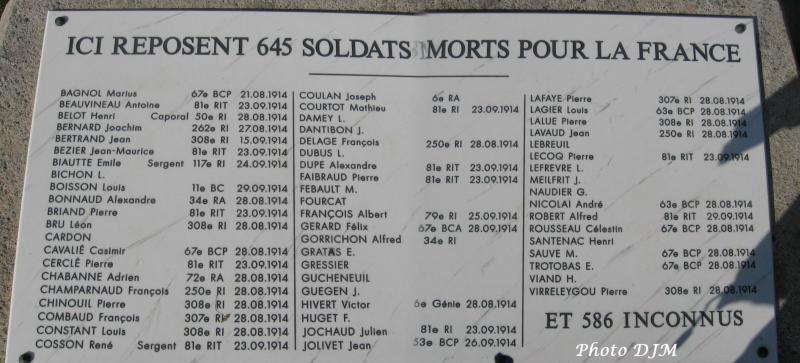 ICI REPOSENT 645 SOLDATS MORTS POUR LA FRANCE
BAGNOL Marius 67e BCP 21.08.1914
BEAUVINEAU Antoine 81e RIT 23.09.1914
BELOT Henri Caporal 50e RI 28.08.1914
BERNARD Joachim 262e RI 27.08.1914
BERTRAND Jean 308e RI 15.09.1914
BEZIER Jean-Maurice 81e RIT 23.09.1914
BIAUTTE Emile Sergent 117e RI 24.09.1914
BICHON L.
BOISSON Louis 11e BC 29.09.1914
BONNAUD Alexandre 34e RA 28.08.1914
BRIAND Pierre 81e RIT 23.09.1914
BRU Léon 308e RI 28.08.1914
CARDON
CAVALIÉ Casimir 67e BCP 28.08.1914
CERCLÉ Pierre 81e RIT 23.09.1914
CHABANNE Adrien 72e RA 28.08.1914
CHAMPARNAUD François 250e RI 28.08.1914
CHINOUIL Pierre 308e RI 28.08.1914
COMBAUD François 307e RI 28.08.1914
CONSTANT Louis 308e RI 28.08.1914
COSSON René Sergent 81e RIT 23.09.1914
COULAN Joseph 6e RA
COURTOT Mathieu 81e RI 23.09.1914
DAMEY L.
DANTIBON J.
DELAGE François 250e RI 28.08.1914
DUBUS L.
DUPE Alexandre 81e RIT 23.09.1914
FAIBRAUD Pierre 81e RIT 23.09.1914
FEBAULT M.
FOURCAT
FRANÇOIS Albert 79e RI 25.09.1914
GERARD Félix 67e BCA 28.09.1914
GORRICHON Alfred 34e RI
GRATAS E.
GRESSIER
GUCHENEUIL
GUEGEN J.
HIVERT Victor 6e Génie 28.08.1914
HUGET F.
JOCHAUD Julien 81e RI 23.09.1914
JOLIVET Jean 53e BCP 26.09.1914
LAFAYE Pierre 307e RI 28.08.1914
LAGIER Louis 63e BCP 28.08.1914
LALUE Pierre 308e RI 28.08.1914
LAVAUD Jean 250e RI 28.08.1914
LEBREUIL
LECOQ Pierre 81e RIT 23.09.1914
LEFEVRE L.
MEILFRIT J.
NAUDIER G.
NICOLAI André 63e BCP 28.08.1914
ROBERT Alfred 81e RIT 29.09.1914
ROUSSEAU Célestin 67e BCP 28.08.1914
SANTENAC Henri
SAUVE M. 67e BCP 28.08.1914
TROTOBAS E. 67e BCP 28.08.1914
VIAND H.
VIRRELEYGOU Pierre 308e RI 28.08.1914
ET 586 INCONNUS
Photo DJM